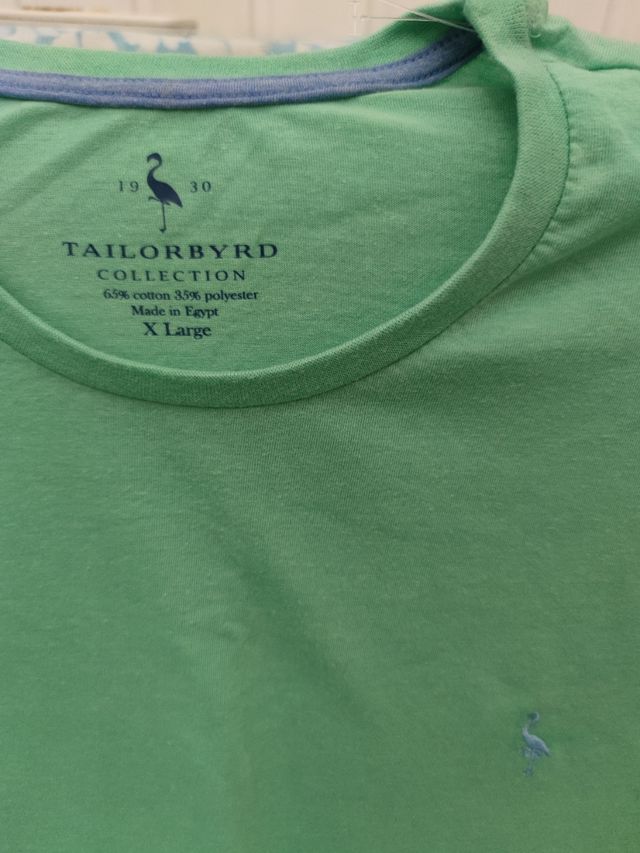 19 30
TAILORBYRD
COLLECTION
65% cotton 35% polyester
Made in Egypt
X Large